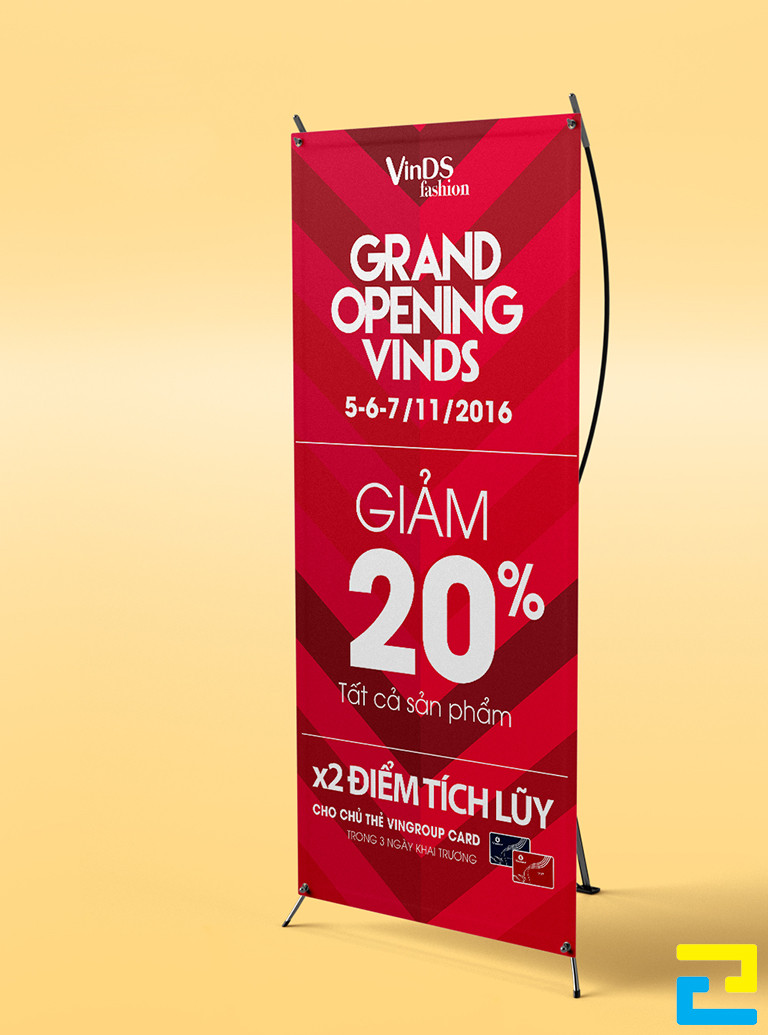 VinDS
fashion
GRAND
OPENING
VINDS
5-6-7/11/2016
GIẢM
20%
Tất cả sản phẩm
x2 ĐIỂM TÍCH LŨY
CHO CHỦ THẺ VINGROUP CARD
TRONG 3 NGÀY KHAI TRƯƠNG